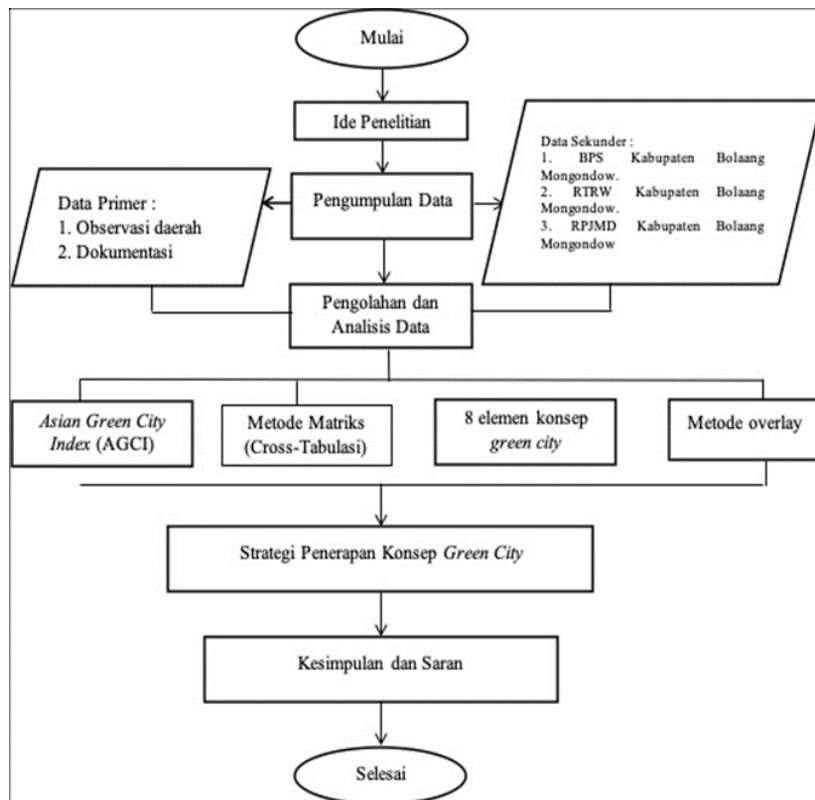 Mulai
Ide Penelitian
Data Primer :
1. Observasi daerah
2. Dokumentasi
Pengumpulan Data
Data Sekunder :
1. BPS Kabupaten Bolaang
Mongondow.
2. RTRW Kabupaten Bolaang
Mongondow.
3. RPJMD Kabupaten Bolaang
Mongondow
Pengolahan dan
Analisis Data
Asian Green City
Index (AGCI)
Metode Matriks
(Cross-Tabulasi)
8 elemen konsep
green city
Metode overlay
Strategi Penerapan Konsep Green City
Kesimpulan dan Saran
Selesai